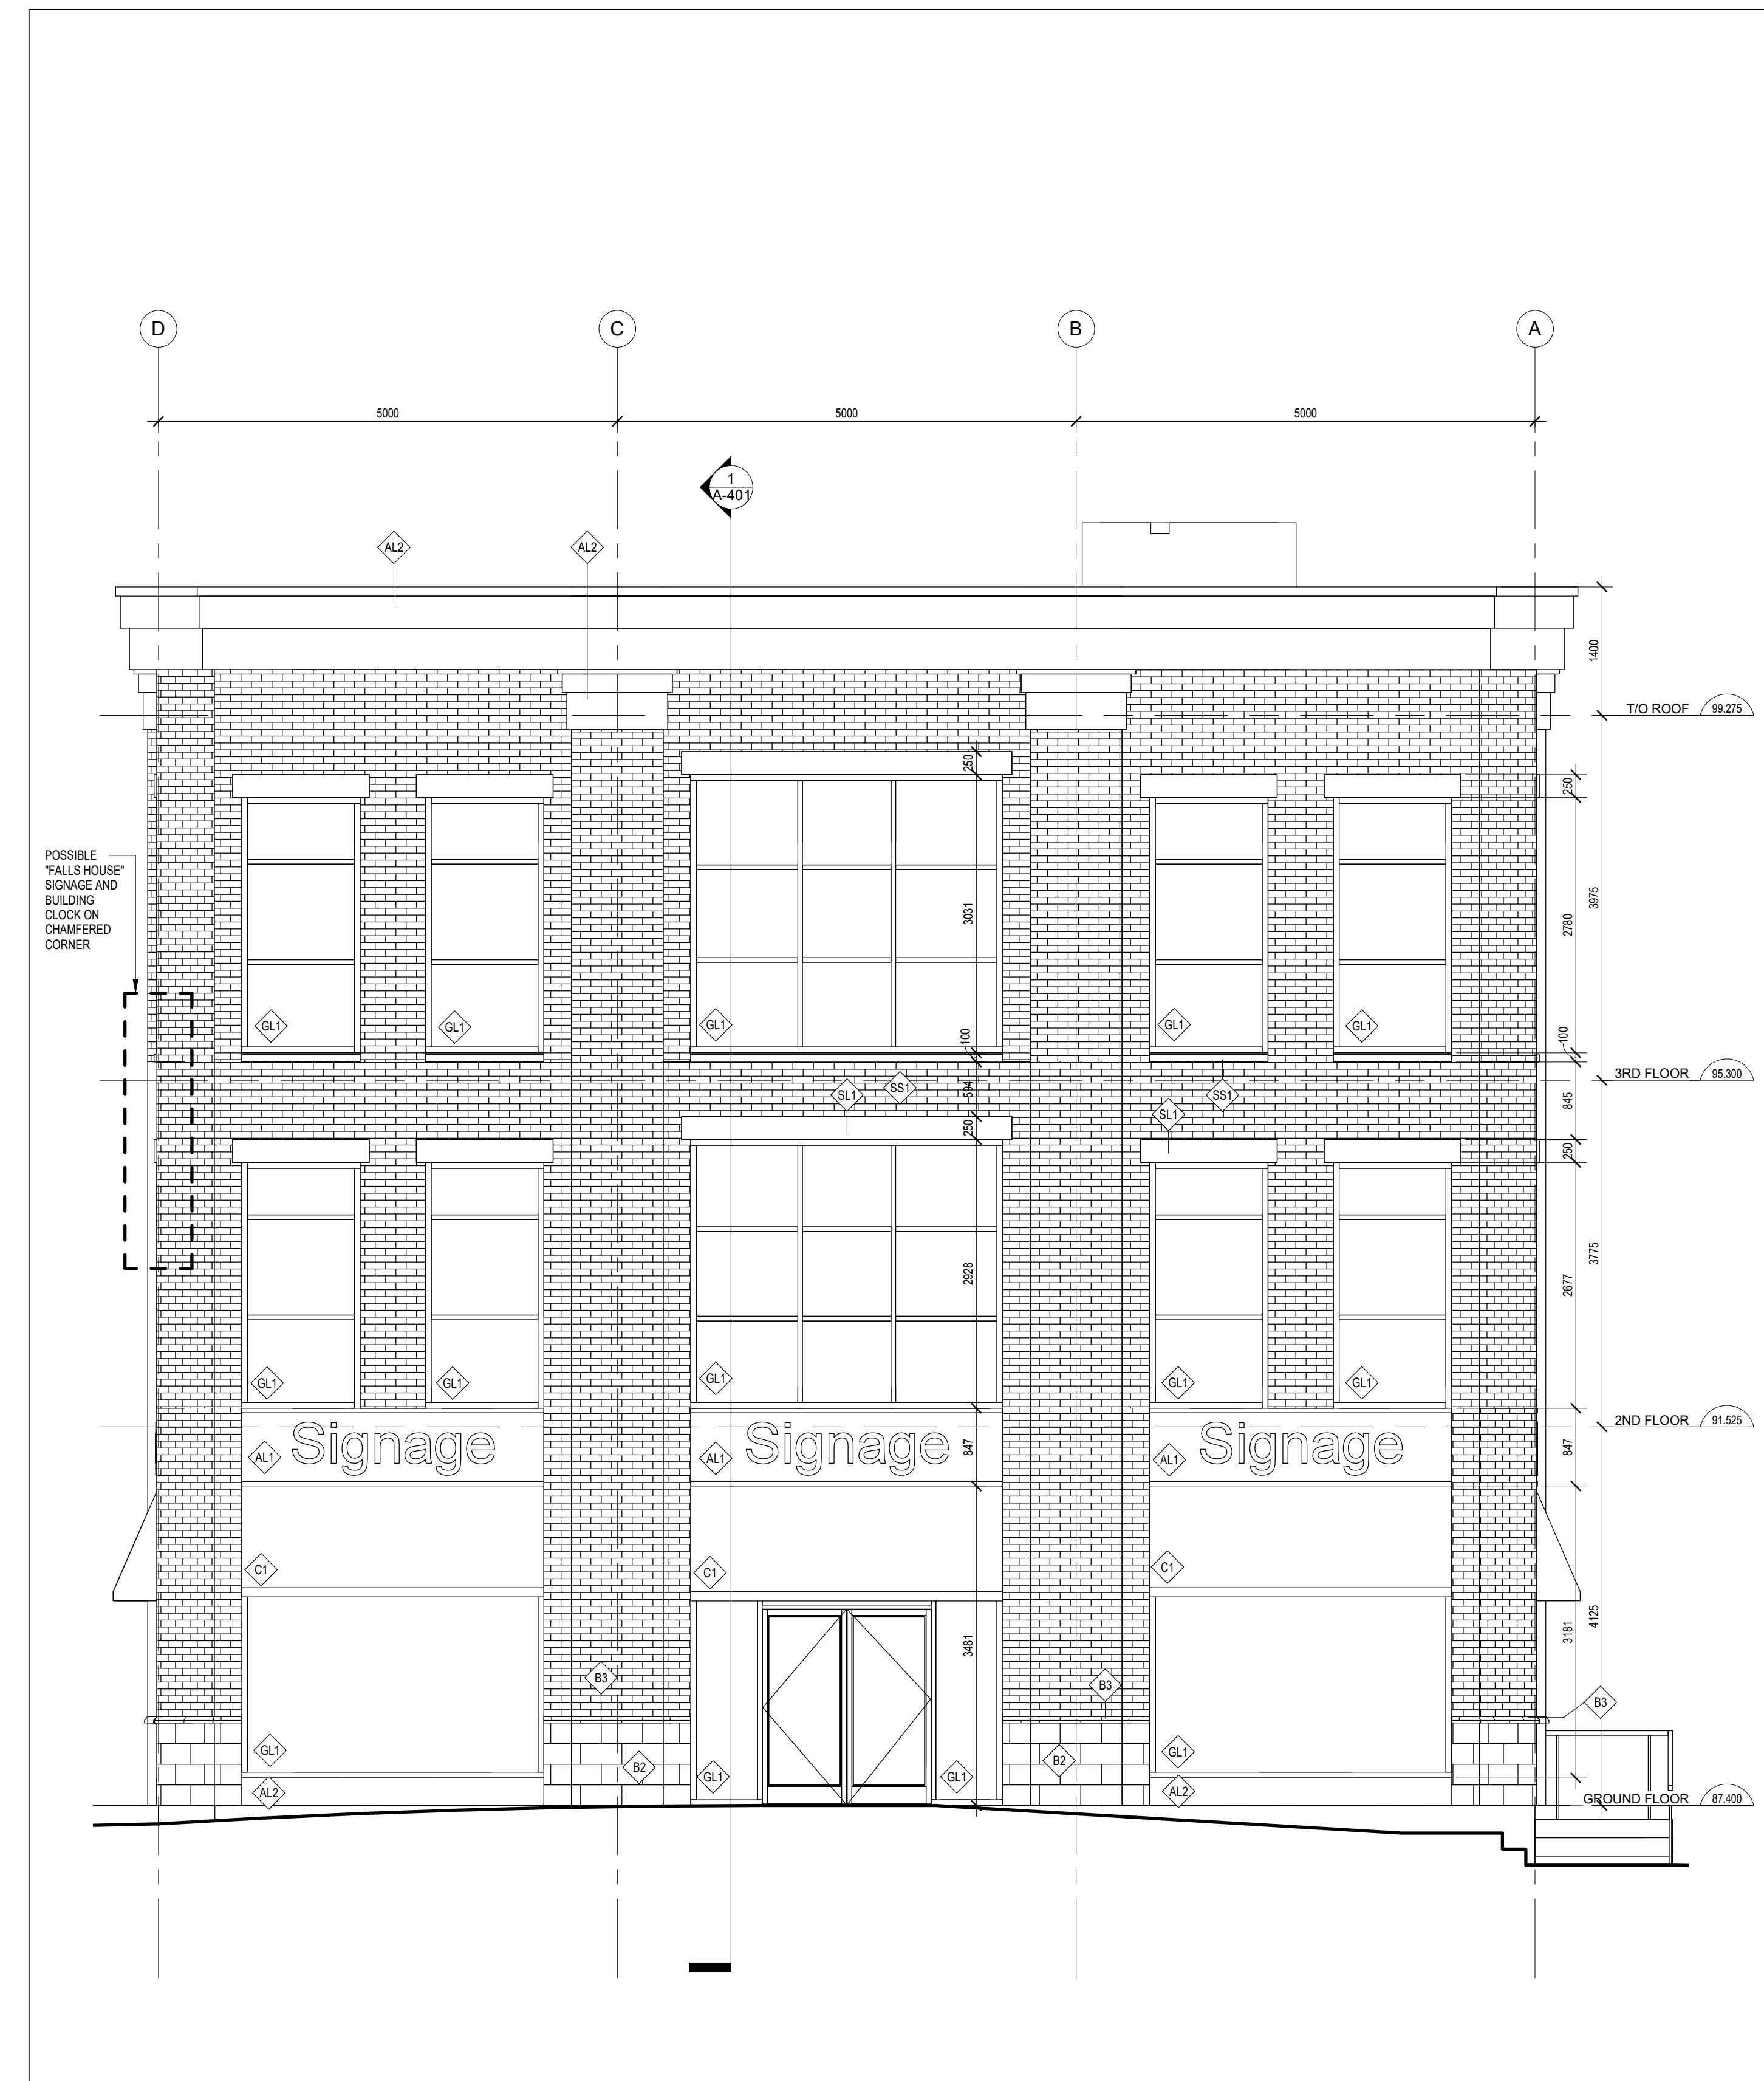 D
C
B
A
5000
5000
5000
1
A-401
AL2
AL2
1400
T/O ROOF 99.275
250
250
POSSIBLE
"FALLS HOUSE"
SIGNAGE AND
BUILDING
CLOCK ON
CHAMFERED
CORNER
3031
2780
3975
GL1
GL1
GL1
GL1
GL1
100
100
3RD FLOOR 95.300
SL1
SS1
594
SL1
SS1
845
250
250
2928
2677
3775
GL1
GL1
GL1
GL1
GL1
2ND FLOOR 91.525
Signage
Signage
Signage
AL1
AL1
AL1
847
847
C1
C1
C1
3481
3181
4125
B3
B3
B3
GL1
B2
GL1
GL1
B2
GL1
AL2
AL2
GROUND FLOOR 87.400